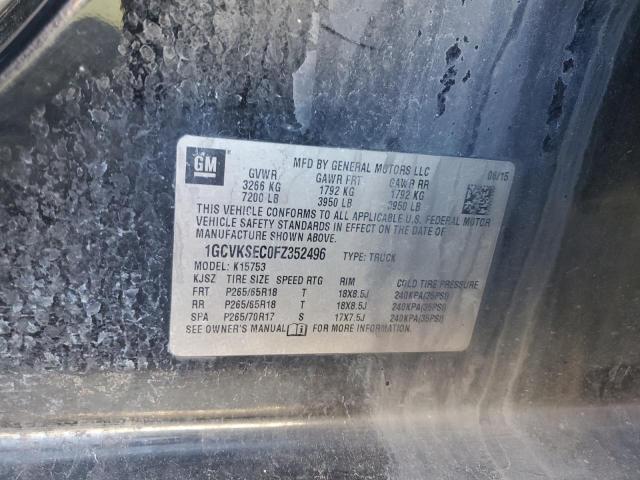 GM
MFD BY GENERAL MOTORS LLC 06/15
GVWR GAWR FRT GAWR RR
3266 KG 1792 KG 1792 KG
7200 LB 3950 LB 3950 LB
THIS VEHICLE CONFORMS TO ALL APPLICABLE U.S. FEDERAL MOTOR
VEHICLE SAFETY STANDARDS IN EFFECT ON THE DATE OF
MANUFACTURE SHOWN ABOVE.
1GCVKSEC0FZ352496 TYPE: TRUCK
MODEL: K15753
KJSZ TIRE SIZE SPEED RTG RIM COLD TIRE PRESSURE
FRT P265/65R18 T 18X8.5J 240KPA(35PSI)
RR P265/65R18 T 18X8.5J 240KPA(35PSI)
SPA P265/70R17 S 17X7.5J 240KPA(35PSI)
SEE OWNER'S MANUAL FOR MORE INFORMATION.